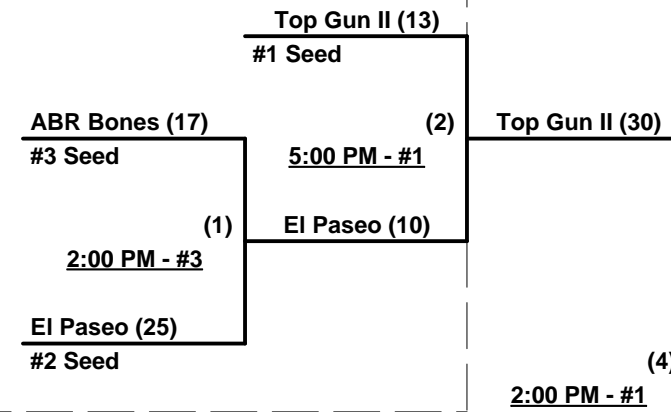 Top Gun II (13)
#1 Seed
ABR Bones (17)
(2)
Top Gun II (30)
#3 Seed
5:00 PM - #1
(1)
El Paseo (10)
2:00 PM - #3
El Paseo (25)
#2 Seed
(4)
2:00 PM - #1